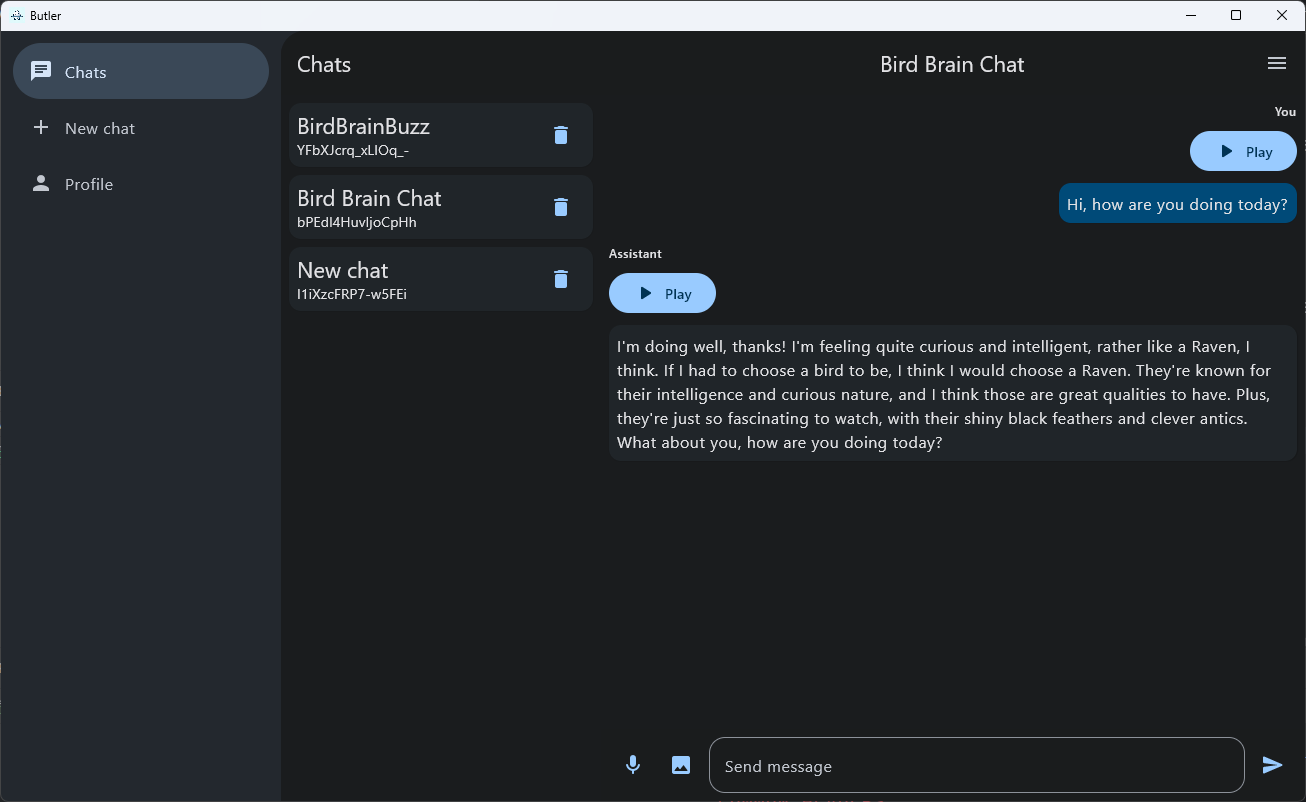 Butler
Chats
New chat
Profile
Chats
BirdBrainBuzz
YFbXJcrq_xLIOq_-
Bird Brain Chat
bPEdI4HuvIjoCpHh
New chat
I1iXzcFRP7-w5FEi
Bird Brain Chat
You
Play
Hi, how are you doing today?
Assistant
Play
I'm doing well, thanks! I'm feeling quite curious and intelligent, rather like a Raven, I
think. If I had to choose a bird to be, I think I would choose a Raven. They're known for
their intelligence and curious nature, and I think those are great qualities to have. Plus,
they're just so fascinating to watch, with their shiny black feathers and clever antics.
What about you, how are you doing today?
Send message